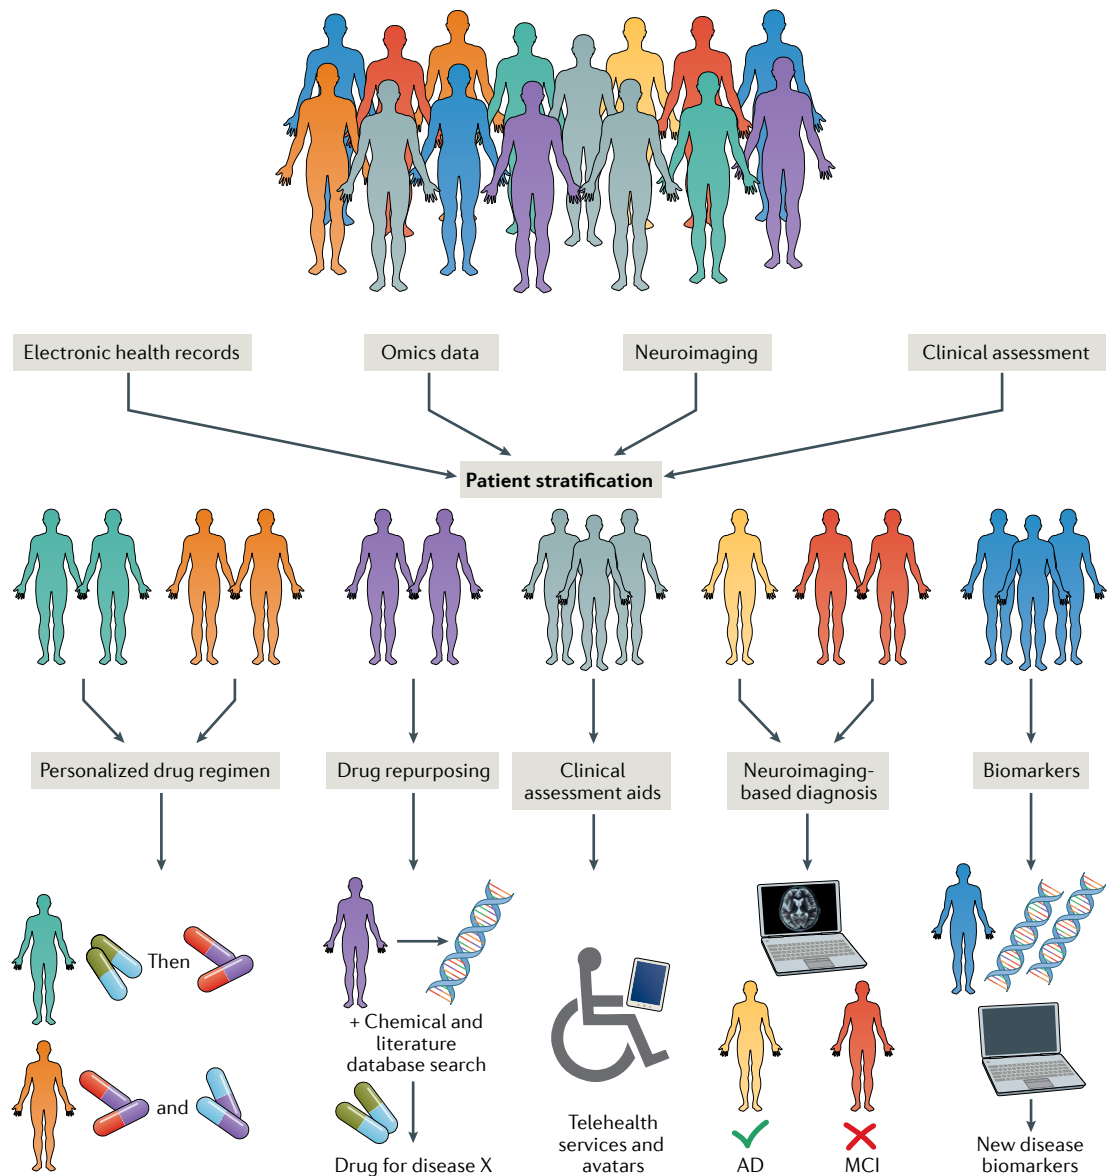 Electronic health records
Omics data
Neuroimaging
Clinical assessment
Patient stratification
Personalized drug regimen
Drug repurposing
Clinical
assessment aids
Neuroimaging-
based diagnosis
Biomarkers
Then
and
+ Chemical and
literature
database search
Drug for disease X
Telehealth
services and
avatars
AD
MCI
New disease
biomarkers